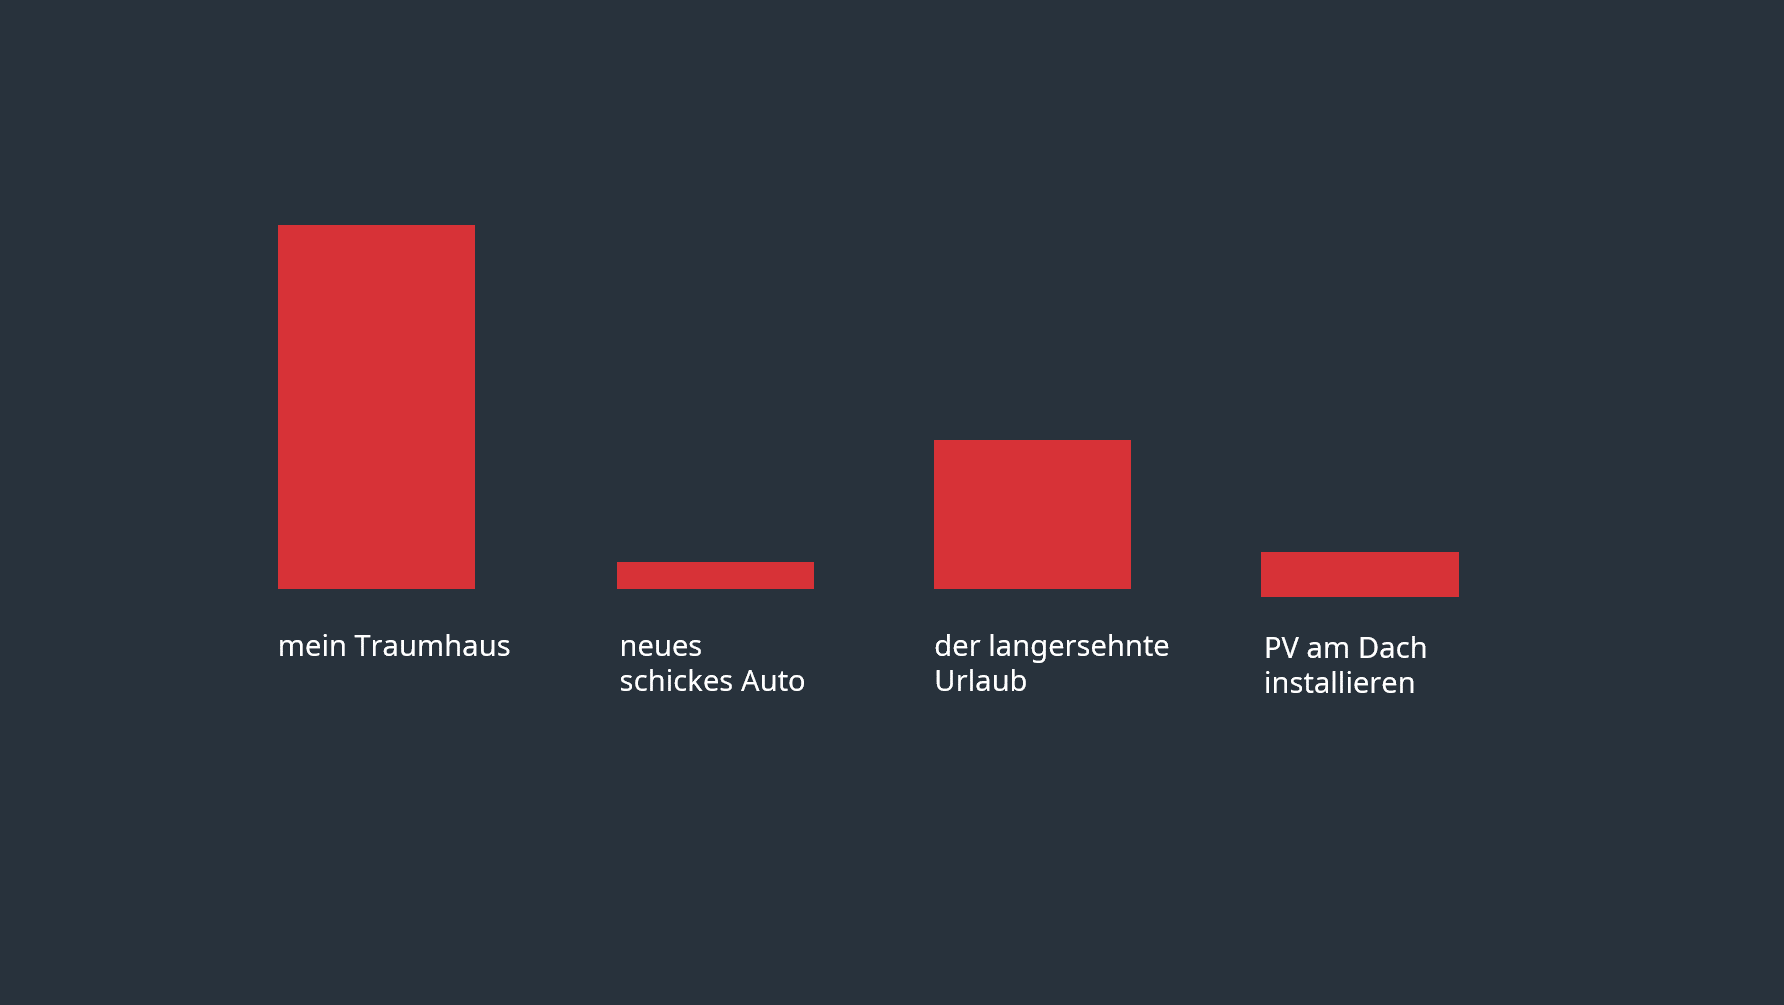 mein Traumhaus
neues
schickes Auto
der langersehnte
Urlaub
PV am Dach
installieren